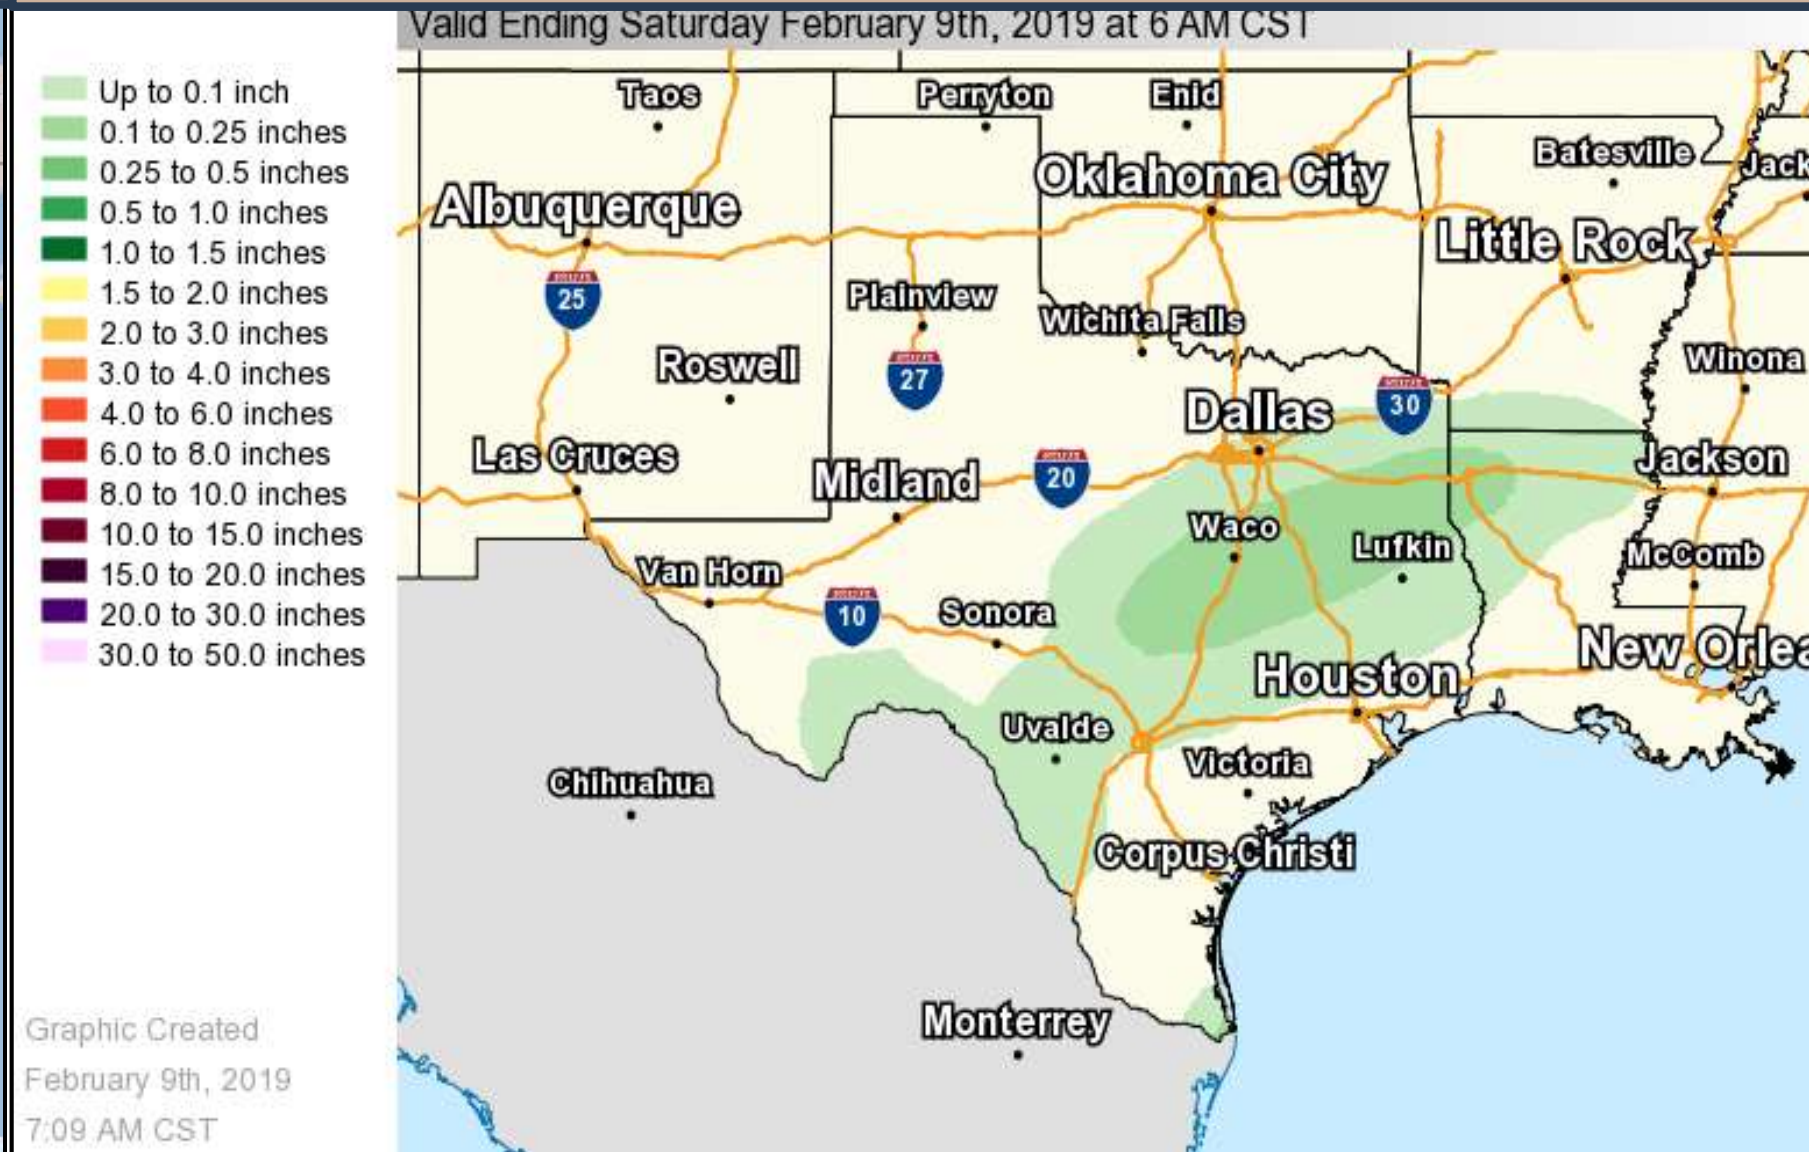 Valid Ending Saturday February 9th, 2019 at 6 AM CST
Up to 0.1 inch
0.1 to 0.25 inches
0.25 to 0.5 inches
0.5 to 1.0 inches
1.0 to 1.5 inches
1.5 to 2.0 inches
2.0 to 3.0 inches
3.0 to 4.0 inches
4.0 to 6.0 inches
6.0 to 8.0 inches
8.0 to 10.0 inches
10.0 to 15.0 inches
15.0 to 20.0 inches
20.0 to 30.0 inches
30.0 to 50.0 inches
Graphic Created
February 9th, 2019
7:09 AM CST
Taos
Perryton
Enid
Batesville
Jack
Oklahoma City
Albuquerque
Little Rock
25
Plainview
Wichita Falls
Roswell
27
Winona
30
Dallas
Las Cruces
Midland
20
Jackson
Waco
Lufkin
McComb
Van Horn
10
Sonora
New Orlea
Houston
Uvalde
Victoria
Chihuahua
Corpus Christi
Monterrey